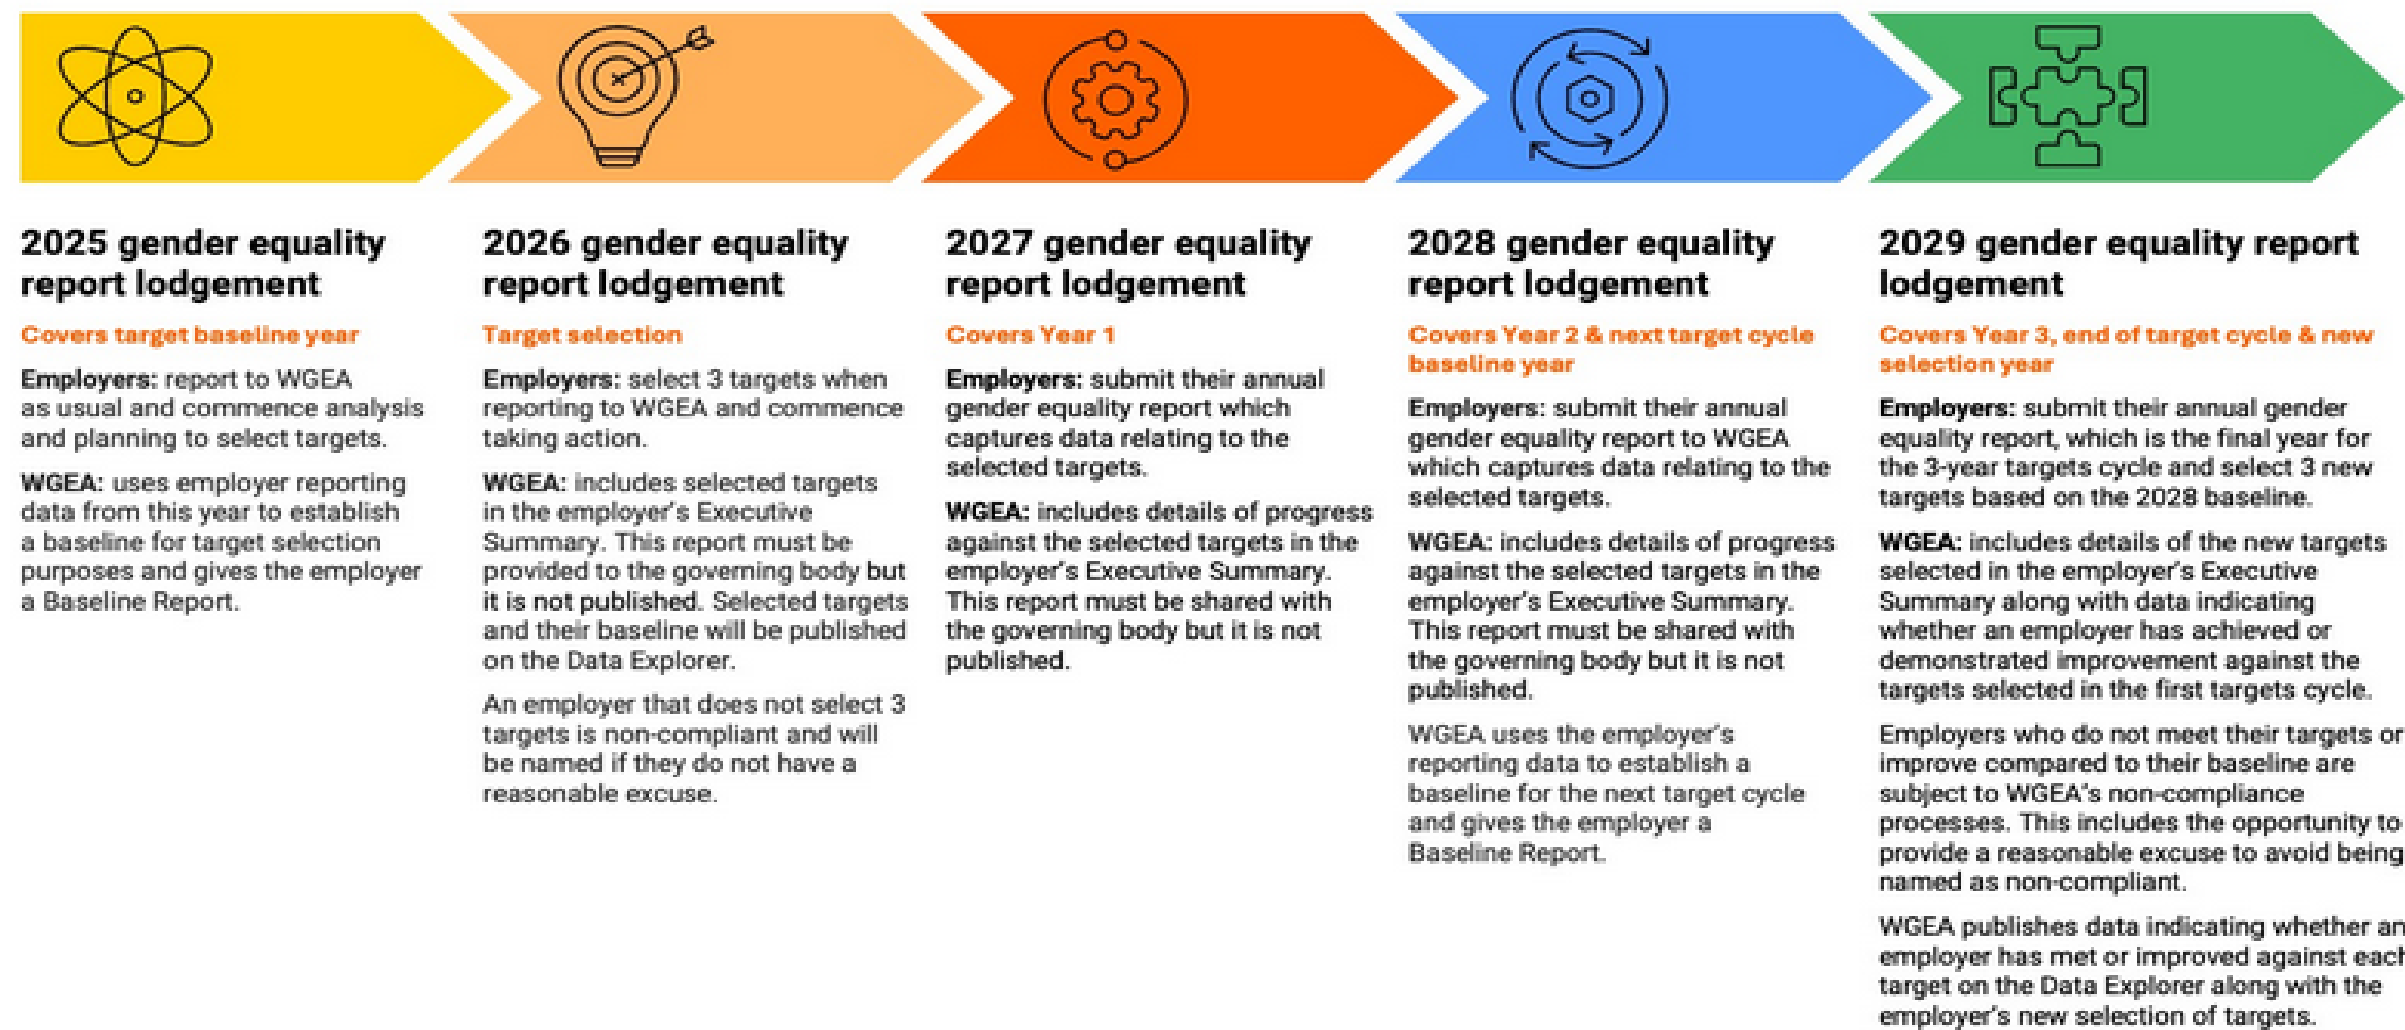 2025 gender equality
report lodgement
Covers target baseline year
Employers: report to WGEA
as usual and commence analysis
and planning to select targets.
WGEA: uses employer reporting
data from this year to establish
a baseline for target selection
purposes and gives the employer
a Baseline Report.
2026 gender equality
report lodgement
Target selection
Employers: select 3 targets when
reporting to WGEA and commence
taking action.
WGEA: includes selected targets
in the employer's Executive
Summary. This report must be
provided to the governing body but
it is not published. Selected targets
and their baseline will be published
on the Data Explorer.
An employer that does not select 3
targets is non-compliant and will
be named if they do not have a
reasonable excuse.
2027 gender equality
report lodgement
Covers Year 1
Employers: submit their annual
gender equality report which
captures data relating to the
selected targets.
WGEA: includes details of progress
against the selected targets in the
employer's Executive Summary.
This report must be shared with
the governing body but it is not
published.
2028 gender equality
report lodgement
Covers Year 2 & next target cycle
baseline year
Employers: submit their annual
gender equality report to WGEA
which captures data relating to the
selected targets.
WGEA: includes details of progress
against the selected targets in the
employer's Executive Summary.
This report must be shared with
the governing body but it is not
published.
WGEA uses the employer's
reporting data to establish a
baseline for the next target cycle
and gives the employer a
Baseline Report.
2029 gender equality report
lodgement
Covers Year 3, end of target cycle & new
selection year
Employers: submit their annual gender
equality report, which is the final year for
the 3-year targets cycle and select 3 new
targets based on the 2028 baseline.
WGEA: includes details of the new targets
selected in the employer's Executive
Summary along with data indicating
whether an employer has achieved or
demonstrated improvement against the
targets selected in the first targets cycle.
Employers who do not meet their targets or
improve compared to their baseline are
subject to WGEA's non-compliance
processes. This includes the opportunity to
provide a reasonable excuse to avoid being
named as non-compliant.
WGEA publishes data indicating whether an
employer has met or improved against each
target on the Data Explorer along with the
employer's new selection of targets.